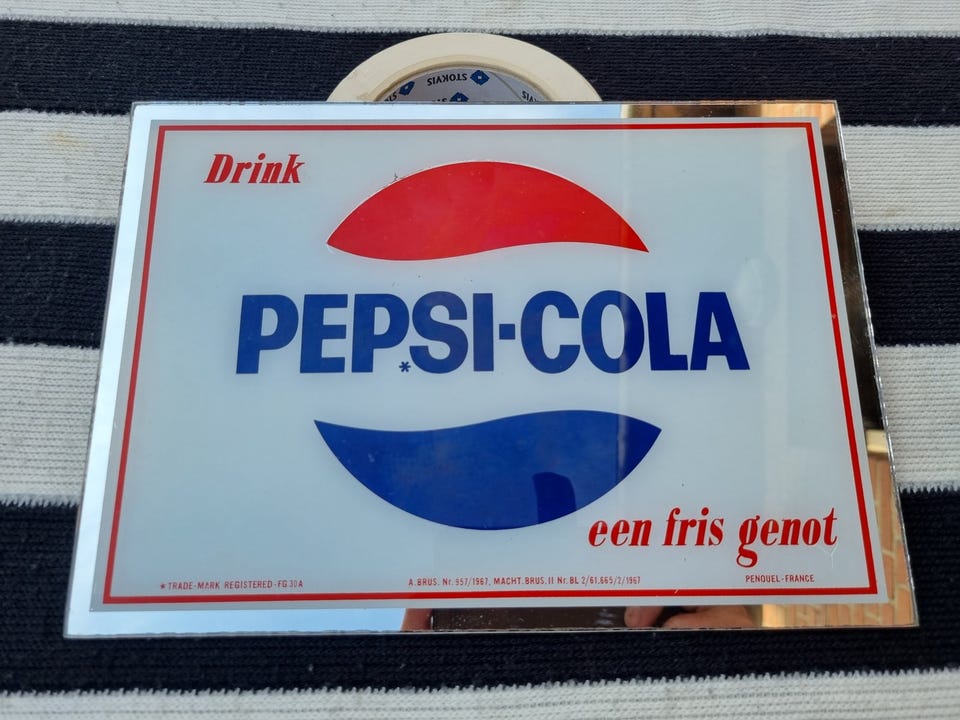 STOKVIS
Drink
PEPSI-COLA
*
een fris genot
* TRADE-MARK REGISTERED-FG 30A
A.BRUS. Nr. 957/1967, MACHT.BRUS.II Nr.BL 2/61.665/2/1967
PENQUEL-FRANCE